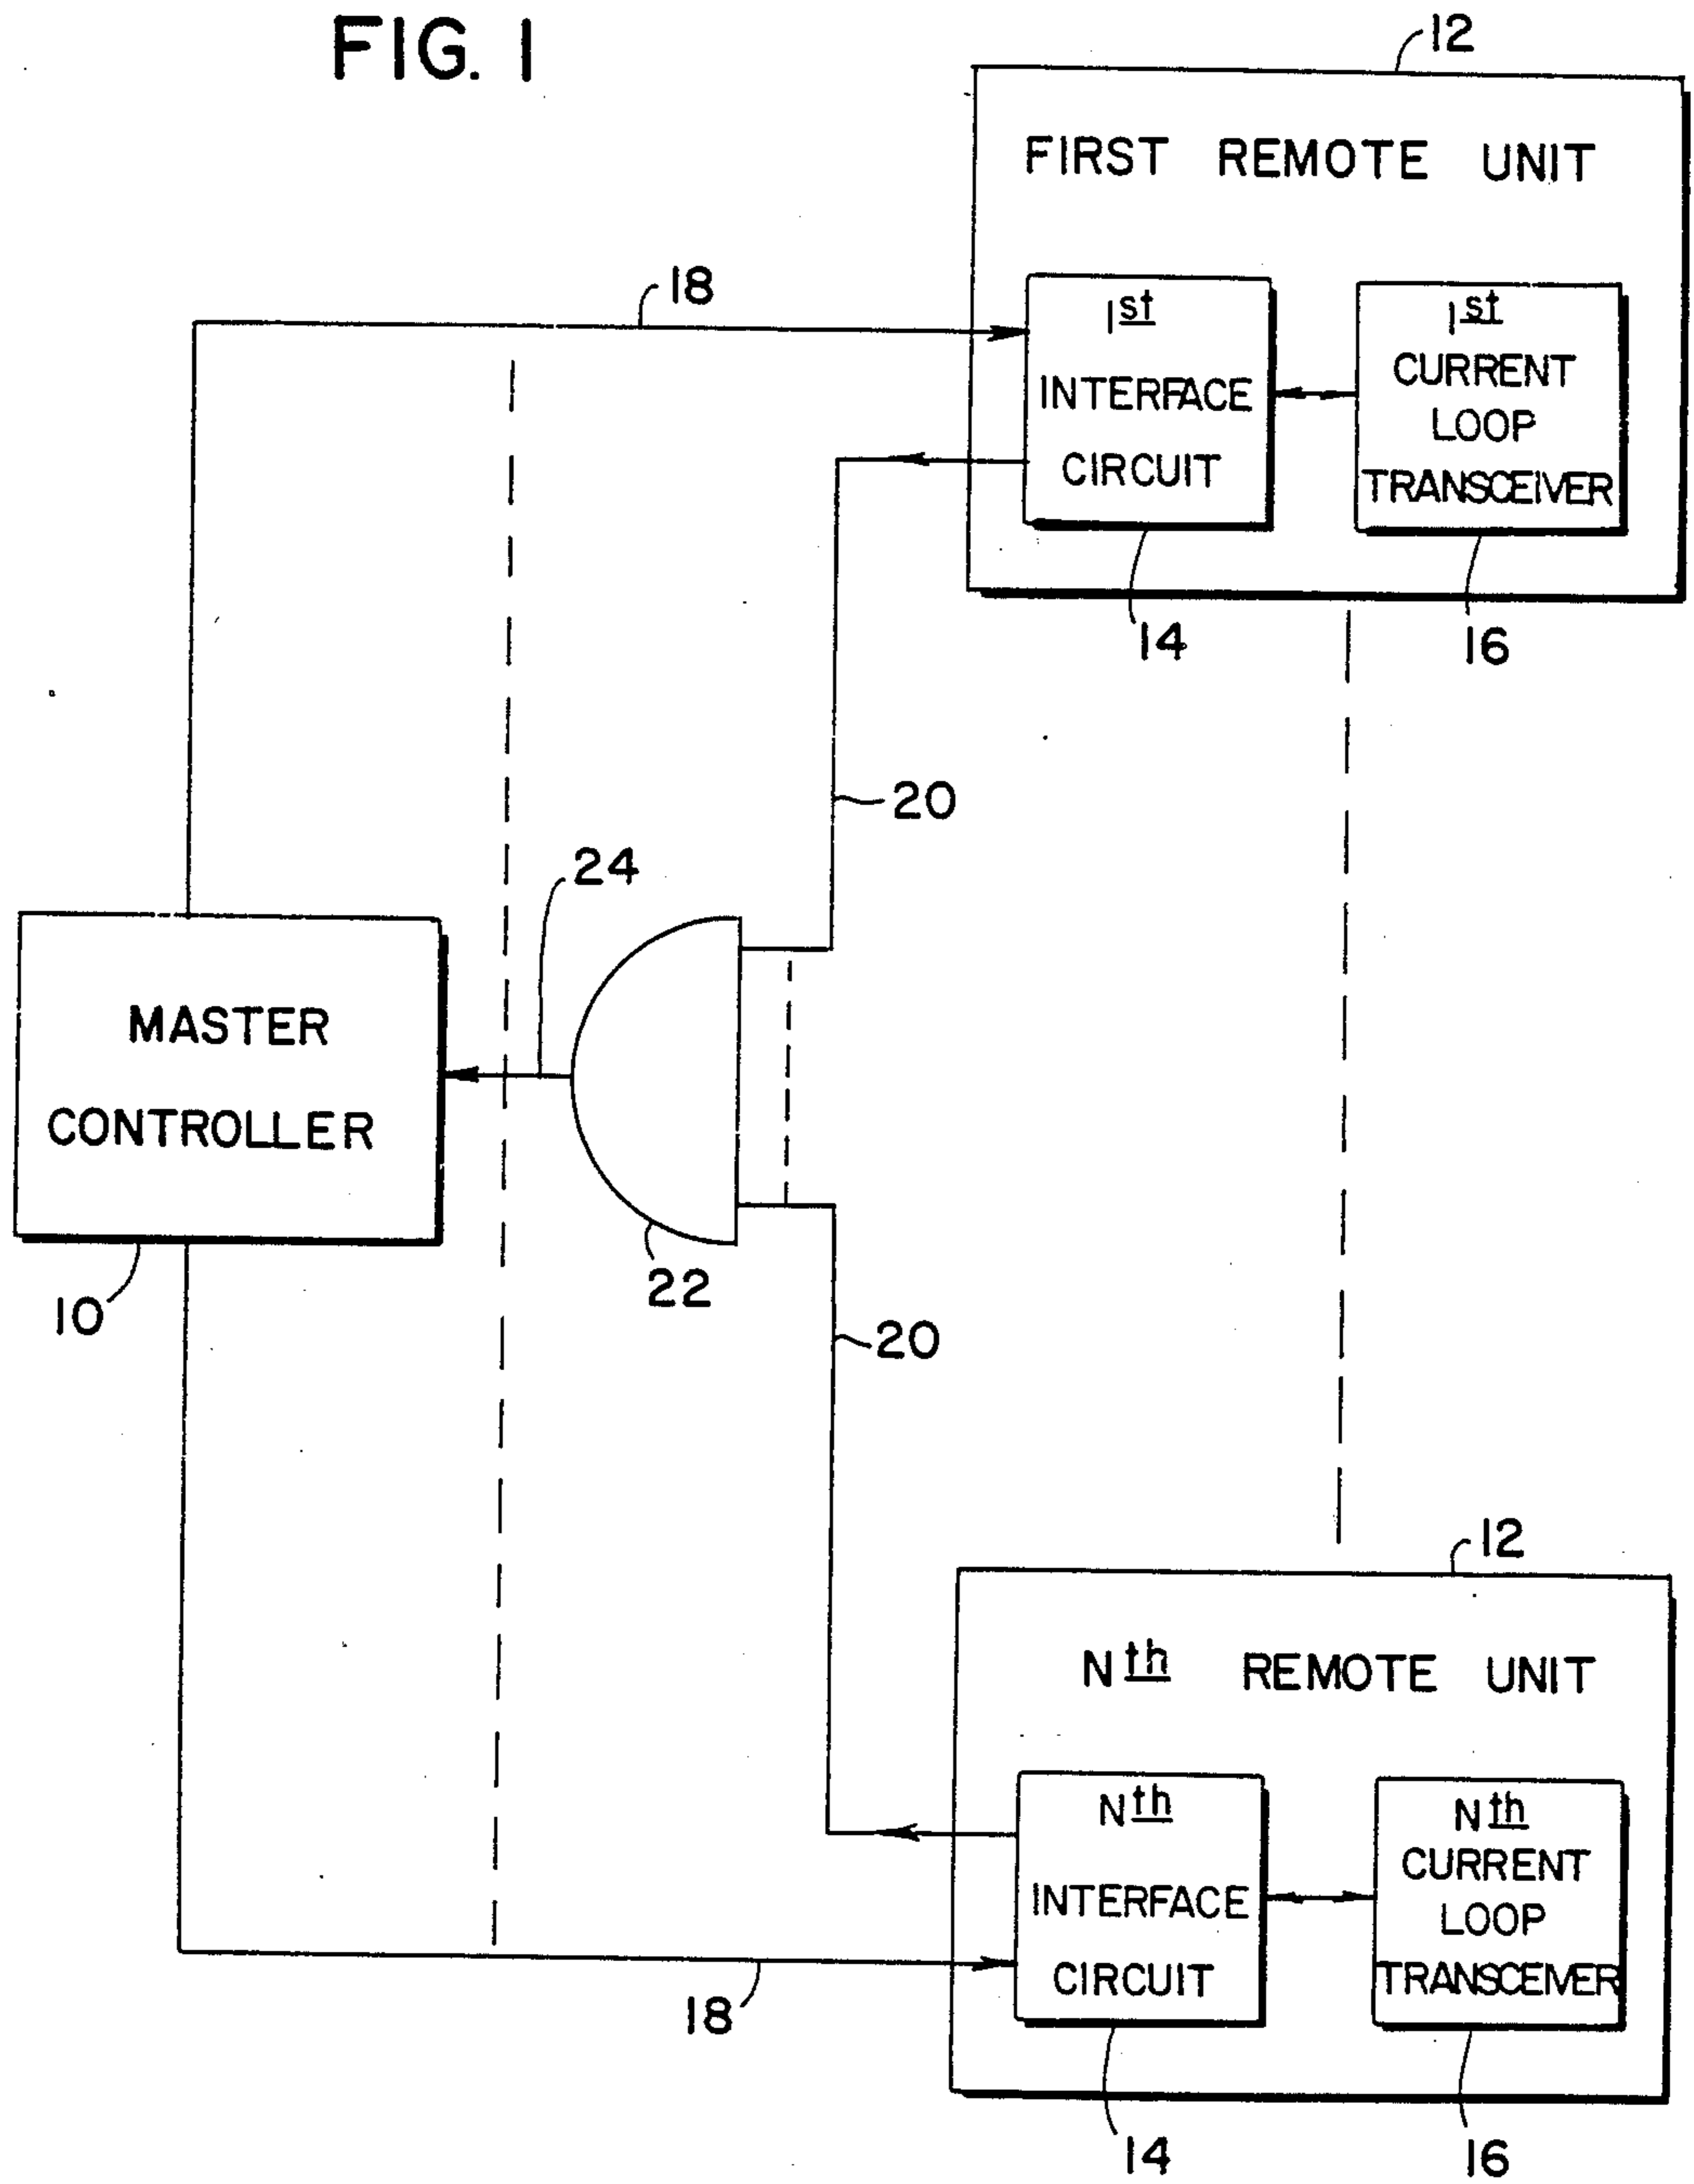 FIG. 1
12
FIRST REMOTE UNIT
18
1st
INTERFACE
CIRCUIT
1st
CURRENT
LOOP
TRANSCEIVER
14
16
20
24
MASTER
CONTROLLER
10
22
20
12
Nth REMOTE UNIT
Nth
INTERFACE
CIRCUIT
Nth
CURRENT
LOOP
TRANSCEIVER
18
14
16